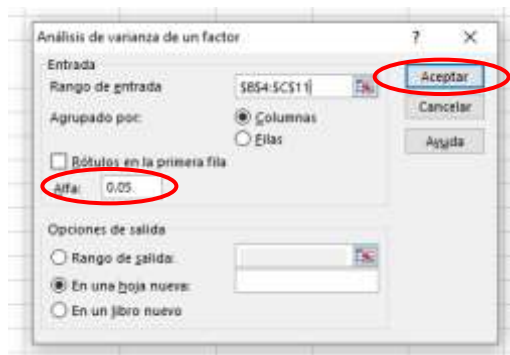 Análisis de varianza de un factor ? ×
Entrada
Rango de entrada $B$4:$C$11 Aceptar
Agrupado por: Columnas Cancelar
Filas Ayuda
Rótulos en la primera fila
Alfa: 0,05
Opciones de salida
Rango de salida:
En una hoja nueva:
En un libro nuevo